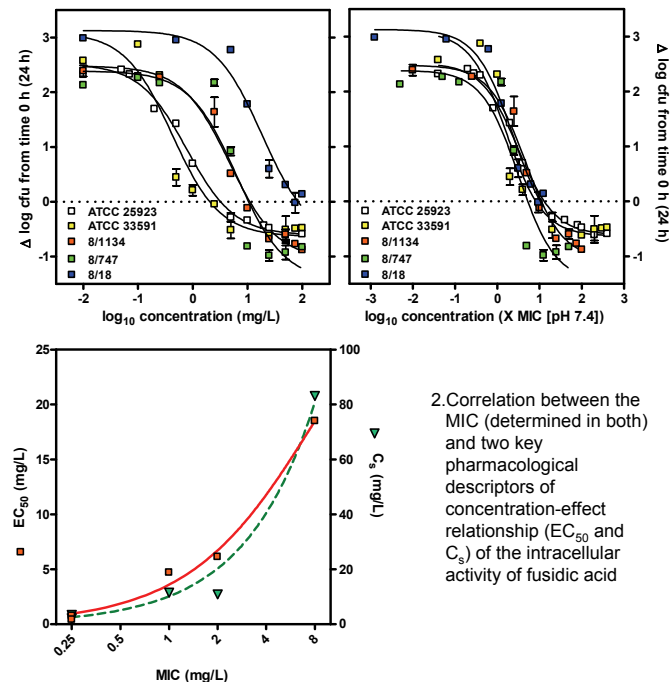 Δ log cfu from time 0 h (24 h)
3
2
1
0
-1
ATCC 25923
ATCC 33591
8/1134
8/747
8/18
-2 -1 0 1 2
log10 concentration (mg/L)
3
2
1
0
-1
Δ log cfu from time 0 h (24 h)
ATCC 25923
ATCC 33591
8/1134
8/747
8/18
-3 -2 -1 0 1 2 3
log10 concentration (X MIC [pH 7.4])
EC50 (mg/L)
25
20
15
10
5
0
0.25 0.5 1 2 4 8
MIC (mg/L)
100
80
60
40
20
0
Cs (mg/L)
2.Correlation between the
MIC (determined in both)
and two key
pharmacological
descriptors of
concentration-effect
relationship (EC50 and
Cs) of the intracellular
activity of fusidic acid